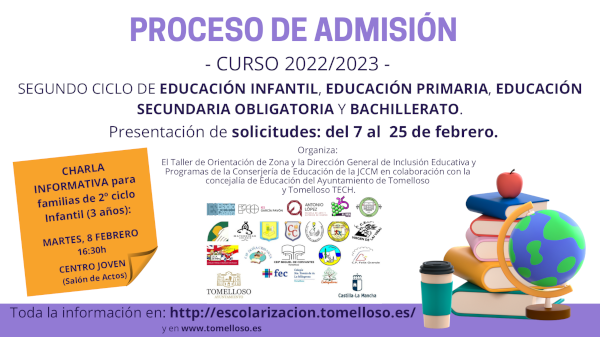 PROCESO DE ADMISIÓN
- CURSO 2022/2023 -
SEGUNDO CICLO DE EDUCACIÓN INFANTIL, EDUCACIÓN PRIMARIA, EDUCACIÓN
SECUNDARIA OBLIGATORIA Y BACHILLERATO.
Presentación de solicitudes: del 7 al 25 de febrero.
Organiza:
El Taller de Orientación de Zona y la Dirección General de Inclusión Educativa y
Programas de la Conserjería de Educación de la JCCM en colaboración con la
concejalía de Educación del Ayuntamiento de Tomelloso
y Tomelloso TECH.
CHARLA
INFORMATIVA para
familias de 2º ciclo
Infantil (3 años):
MARTES, 8 FEBRERO
16:30h
CENTRO JOVEN
(Salón de Actos)
ANTONIO
LÓPEZ
fec
TOMELLOSO
AYUNTAMIENTO
Castilla-La Mancha
Toda la información en: http://escolarizacion.tomelloso.es/
y en www.tomelloso.es